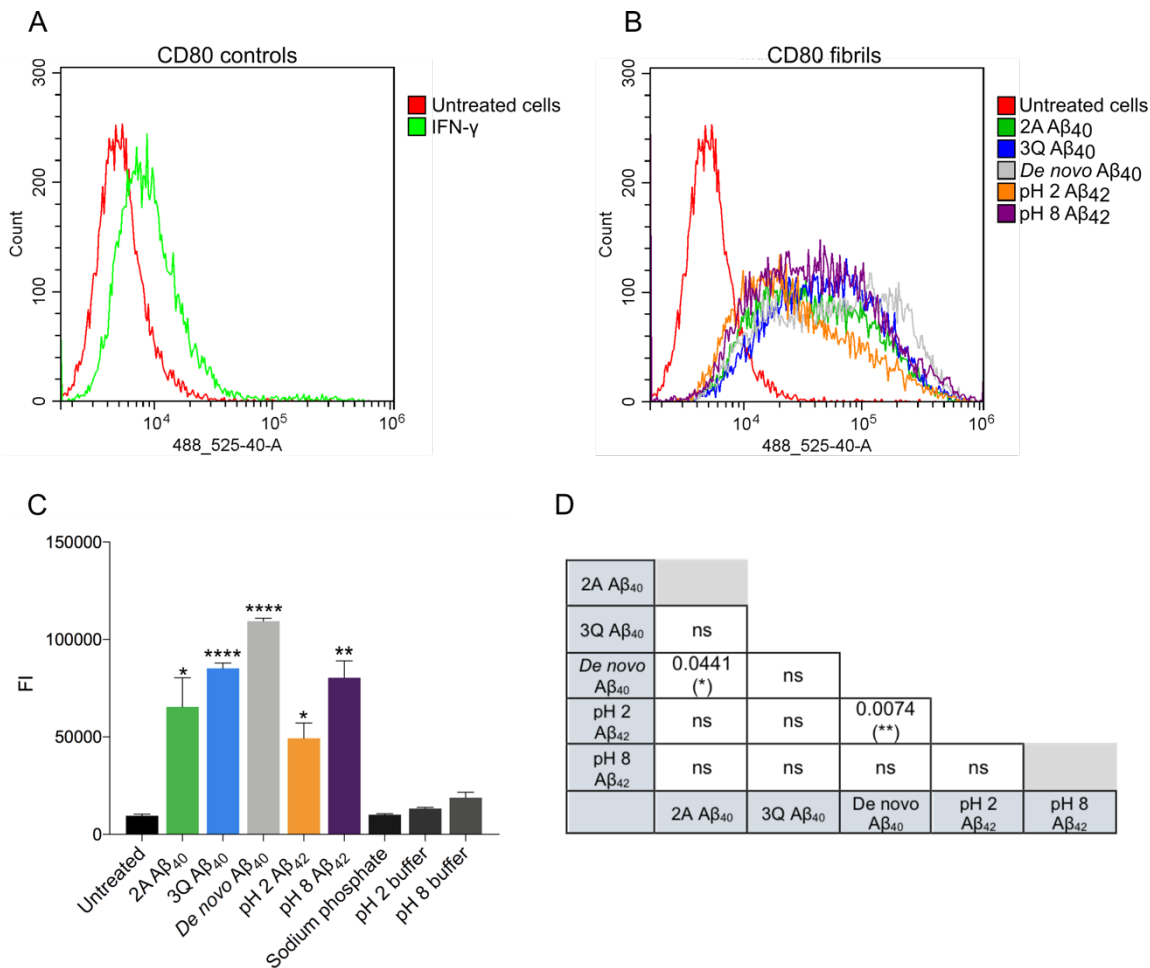 A
CD80 controls
300
200
100
0
Count
10⁴
10⁵
10⁶
488_525-40-A
Untreated cells
IFN-γ
B
CD80 fibrils
300
200
100
0
Count
10⁴
10⁵
10⁶
488_525-40-A
Untreated cells
2A Aβ₄₀
3Q Aβ₄₀
De novo Aβ₄₀
pH 2 Aβ₄₂
pH 8 Aβ₄₂
C
150000
100000
50000
0
FI
*
****
****
*
**
Untreated
2A Aβ₄₀
3Q Aβ₄₀
De novo Aβ₄₀
pH 2 Aβ₄₂
pH 8 Aβ₄₂
Sodium phosphate
pH 2 buffer
pH 8 buffer
D
2A Aβ₄₀
3Q Aβ₄₀ ns
De novo
Aβ₄₀
0.0441
(*)
ns
pH 2
Aβ₄₂
ns ns
0.0074
(**)
pH 8
Aβ₄₂
ns ns ns ns
2A Aβ₄₀ 3Q Aβ₄₀
De novo
Aβ₄₀
pH 2
Aβ₄₂
pH 8
Aβ₄₂